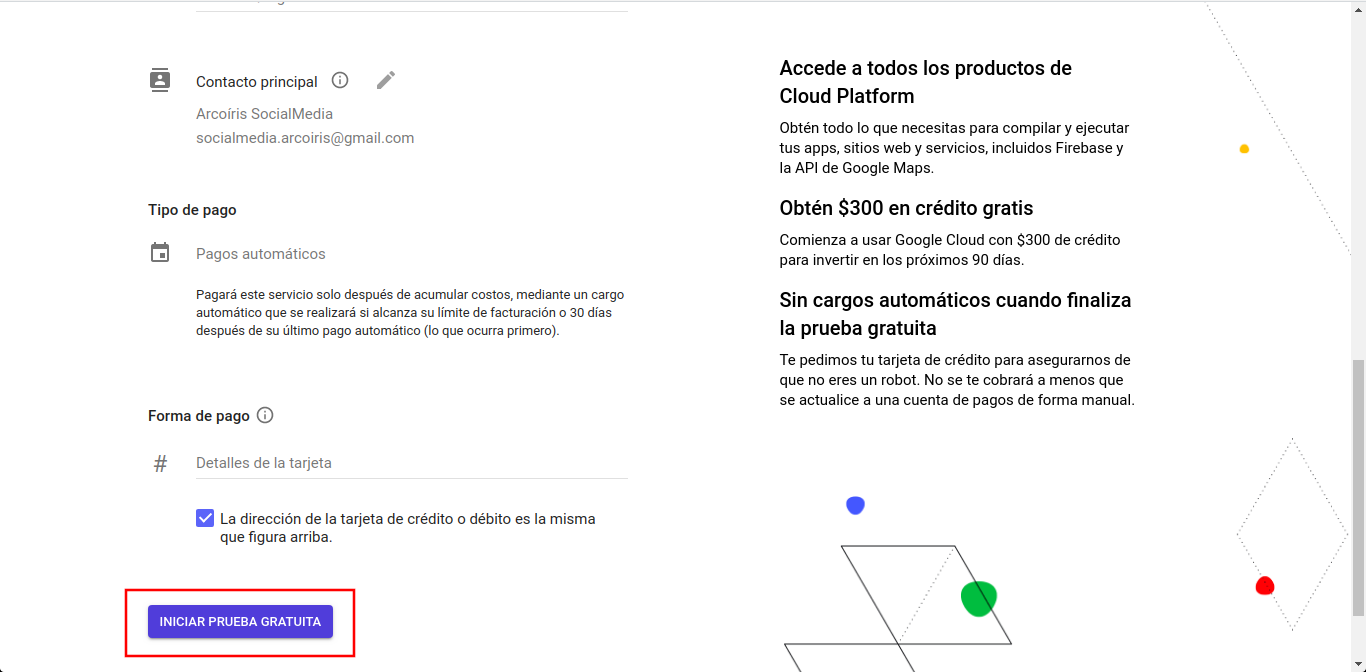 Contacto principal
Arcoíris SocialMedia
socialmedia.arcoiris@gmail.com
Tipo de pago
Pagos automáticos
Pagará este servicio solo después de acumular costos, mediante un cargo
automático que se realizará si alcanza su límite de facturación o 30 días
después de su último pago automático (lo que ocurra primero).
Forma de pago
# Detalles de la tarjeta
La dirección de la tarjeta de crédito o débito es la misma
que figura arriba.
INICIAR PRUEBA GRATUITA
Accede a todos los productos de
Cloud Platform
Obtén todo lo que necesitas para compilar y ejecutar
tus apps, sitios web y servicios, incluidos Firebase y
la API de Google Maps.
Obtén $300 en crédito gratis
Comienza a usar Google Cloud con $300 de crédito
para invertir en los próximos 90 días.
Sin cargos automáticos cuando finaliza
la prueba gratuita
Te pedimos tu tarjeta de crédito para asegurarnos de
que no eres un robot. No se te cobrará a menos que
se actualice a una cuenta de pagos de forma manual.